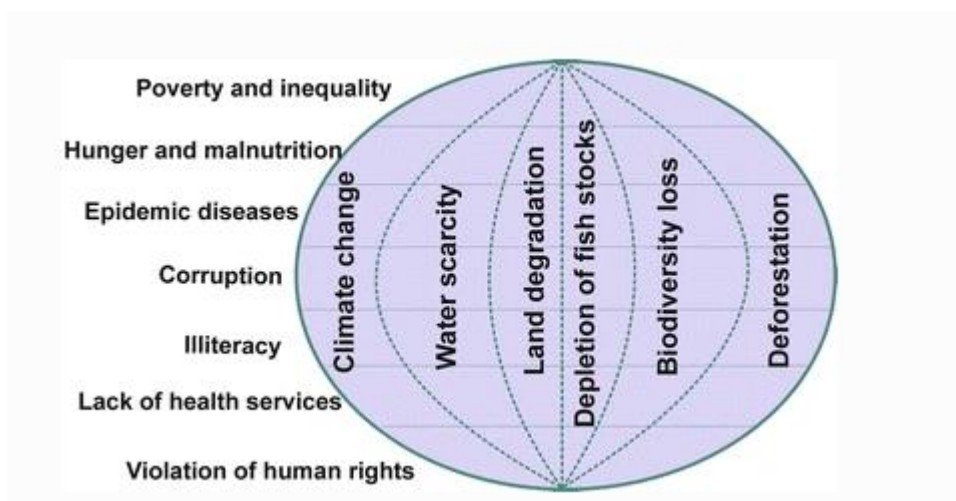 Poverty and inequality
Hunger and malnutrition
Epidemic diseases
Corruption
Illiteracy
Lack of health services
Violation of human rights
Climate change
Water scarcity
Land degradation
Depletion of fish stocks
Biodiversity loss
Deforestation